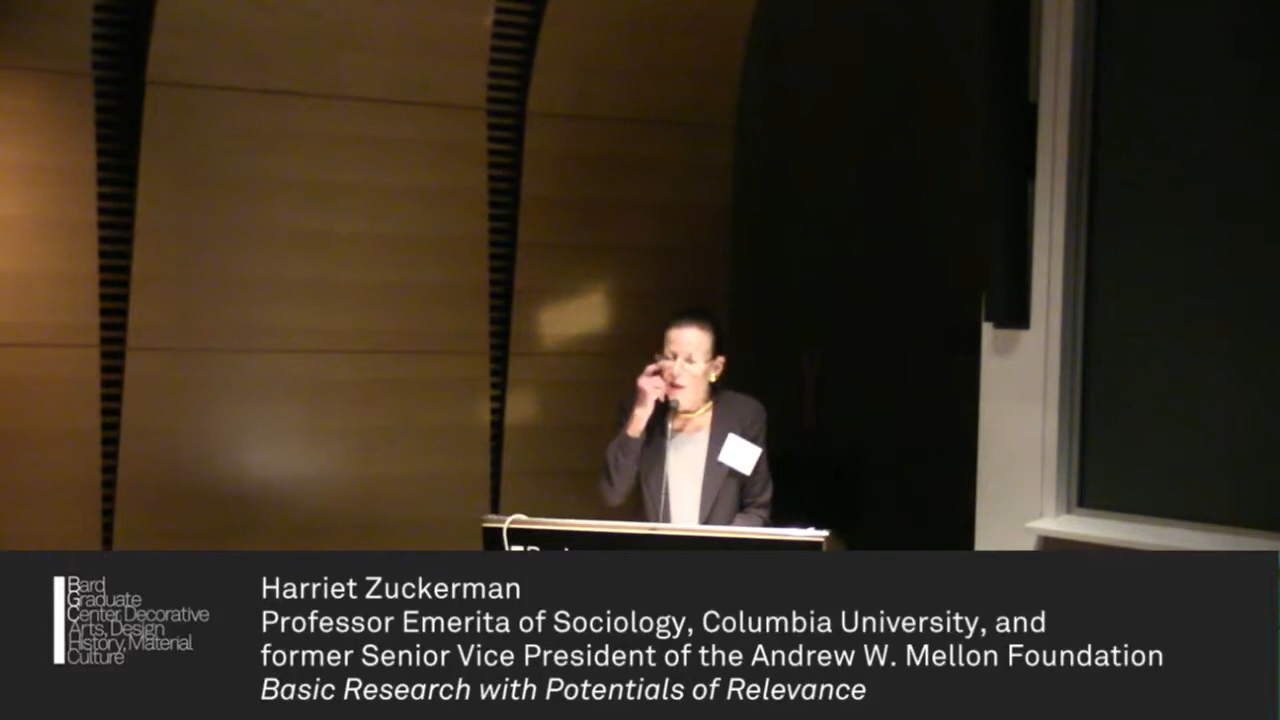 Bard
Graduate
Center: Decorative
Arts, Design
History, Material
Culture
Harriet Zuckerman
Professor Emerita of Sociology, Columbia University, and
former Senior Vice President of the Andrew W. Mellon Foundation
Basic Research with Potentials of Relevance